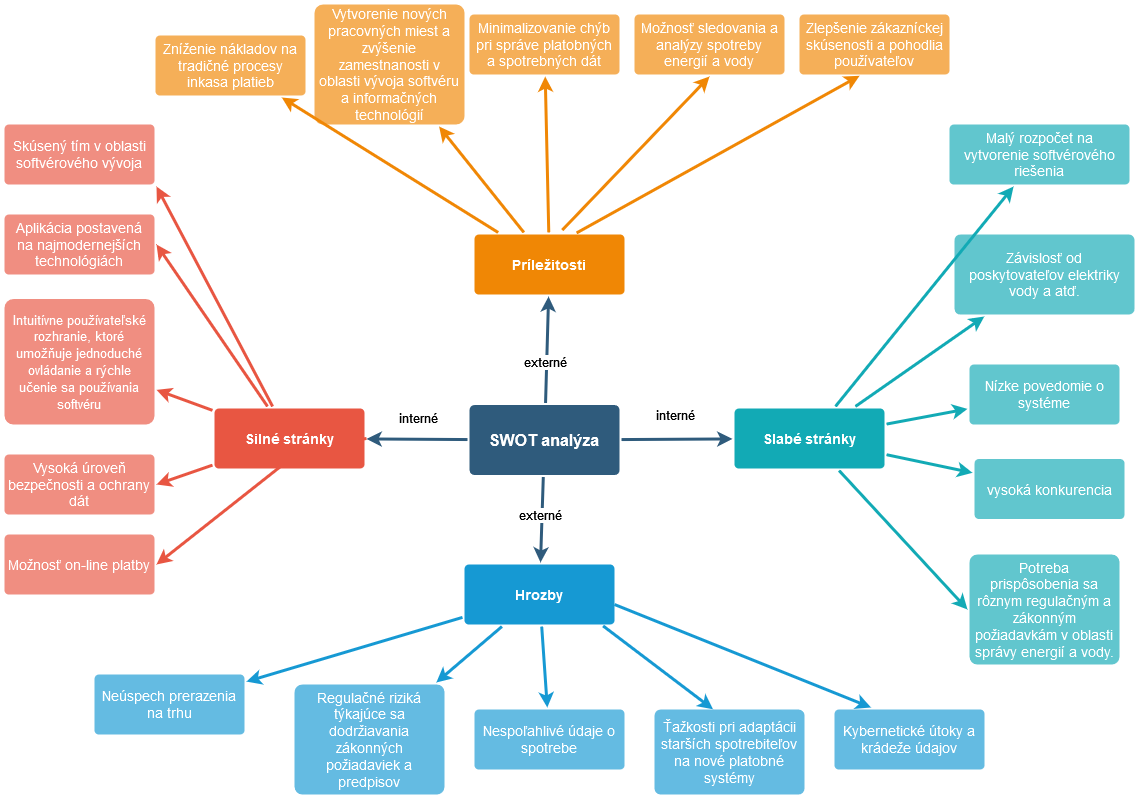 Zníženie nákladov na
tradičné procesy
inkasa platieb
Vytvorenie nových
pracovných miest a
zvýšenie
zamestnanosti v
oblasti vývoja softvéru
a informačných
technológií
Minimalizovanie chýb
pri správe platobných
a spotrebných dát
Možnosť sledovania a
analýzy spotreby
energií a vody
Zlepšenie zákazníckej
skúsenosti a pohodlia
používateľov
Skúsený tím v oblasti
softvérového vývoja
Aplikácia postavená
na najmodernejších
technológiách
Intuitívne používateľské
rozhranie, ktoré
umožňuje jednoduché
ovládanie a rýchle
učenie sa používania
softvéru
Vysoká úroveň
bezpečnosti a ochrany
dát
Možnosť on-line platby
Príležitosti
externé
Silné stránky
interné
SWOT analýza
interné
Slabé stránky
externé
Hrozby
Malý rozpočet na
vytvorenie softvérového
riešenia
Závislosť od
poskytovateľov elektriky
vody a atď.
Nízke povedomie o
systéme
vysoká konkurencia
Potreba
prispôsobenia sa
rôznym regulačným a
zákonným
požiadavkám v oblasti
správy energií a vody.
Neúspech prerazenia
na trhu
Regulačné riziká
týkajúce sa
dodržiavania
zákonných
požiadaviek a
predpisov
Nespoľahlivé údaje o
spotrebe
Ťažkosti pri adaptácii
starších spotrebiteľov
na nové platobné
systémy
Kybernetické útoky a
krádeže údajov